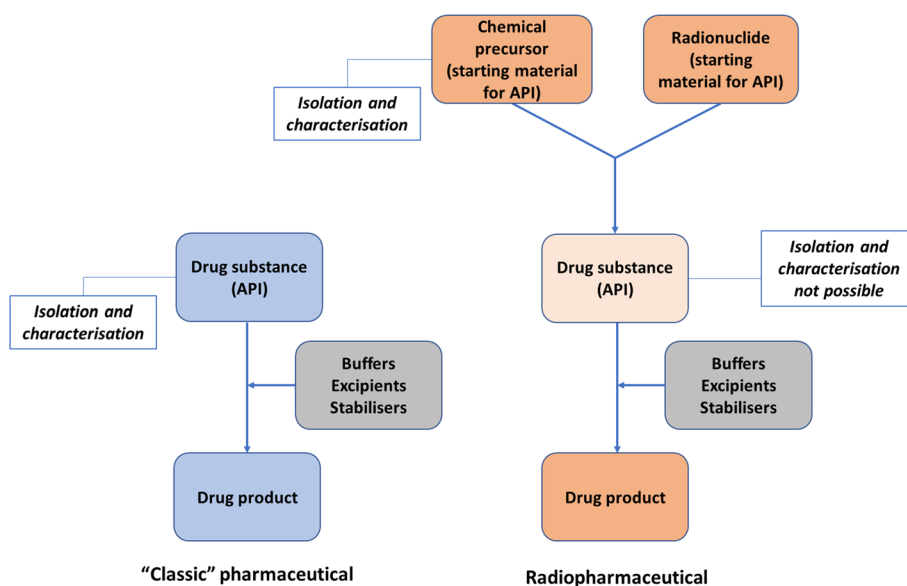 Chemical
precursor
(starting material
for API)
Radionuclide
(starting
material for API)
Isolation and
characterisation
Drug substance
(API)
Isolation and
characterisation
Drug substance
(API)
Isolation and
characterisation
not possible
Buffers
Excipients
Stabilisers
Buffers
Excipients
Stabilisers
Drug product
Drug product
“Classic” pharmaceutical
Radiopharmaceutical